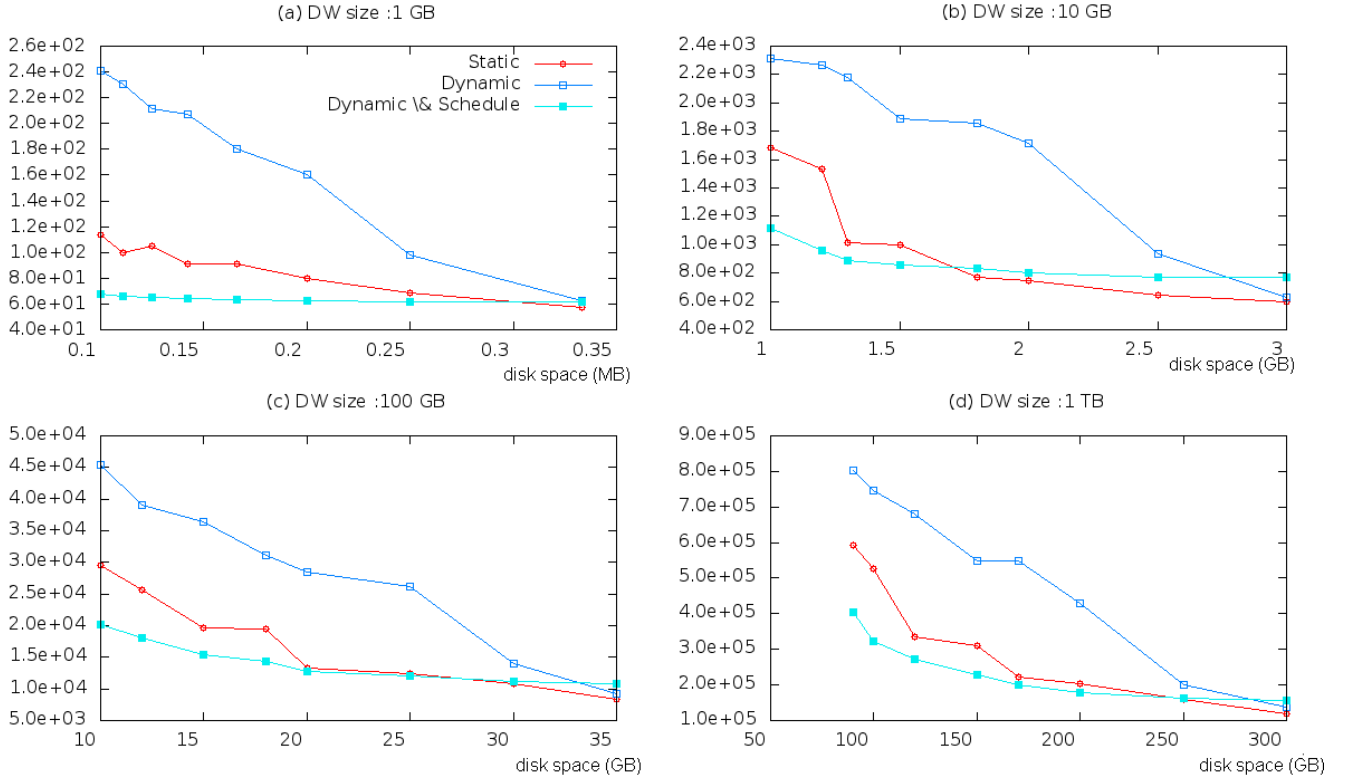 (a) DW size :1 GB
2.6e+02
2.4e+02
2.2e+02
2.0e+02
1.8e+02
1.6e+02
1.4e+02
1.2e+02
1.0e+02
8.0e+01
6.0e+01
4.0e+01
Static
Dynamic
Dynamic \& Schedule
0.1 0.15 0.2 0.25 0.3 0.35
disk space (MB)
(b) DW size :10 GB
2.4e+03
2.2e+03
2.0e+03
1.8e+03
1.6e+03
1.4e+03
1.2e+03
1.0e+03
8.0e+02
6.0e+02
4.0e+02
1 1.5 2 2.5 3
disk space (GB)
(c) DW size :100 GB
5.0e+04
4.5e+04
4.0e+04
3.5e+04
3.0e+04
2.5e+04
2.0e+04
1.5e+04
1.0e+04
5.0e+03
10 15 20 25 30 35
disk space (GB)
(d) DW size :1 TB
9.0e+05
8.0e+05
7.0e+05
6.0e+05
5.0e+05
4.0e+05
3.0e+05
2.0e+05
1.0e+05
50 100 150 200 250 300
disk space (GB)